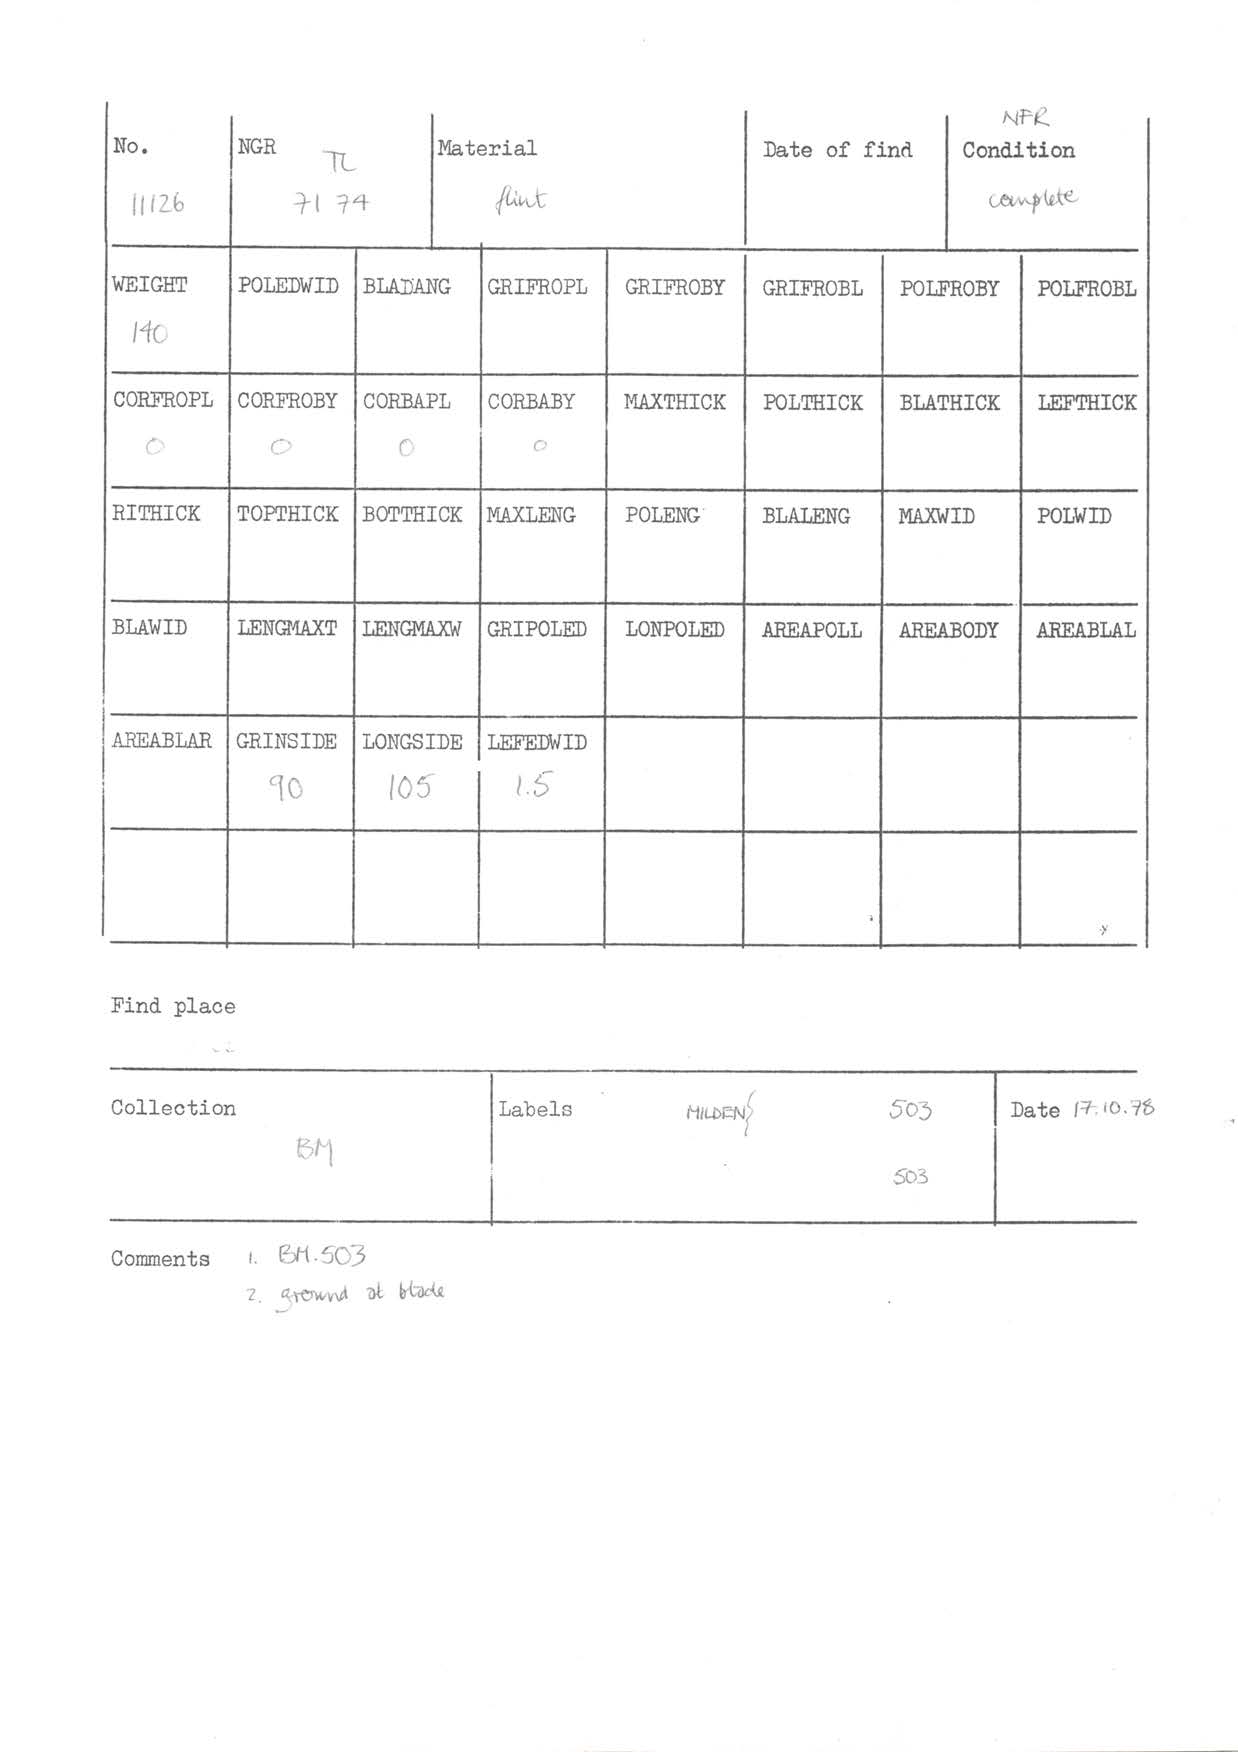 NFR
No. NGR Material Date of find Condition
TL
11126 71 74 flint complete
WEIGHT POLEDWID BLADANG GRIFROPL GRIFROBY GRIFROBL POLFROBY POLFROBL
140
CORFROPL CORFROBY CORBAPL CORBABY MAXTHICK POLTHICK BLATHICK LEFTHICK
0 0 0 0
RITHICK TOPTHICK BOTTHICK MAXLENG POLENG BLALENG MAXWID POLWID
BLAWID LENGMAXT LENGMAXW GRIPOLED LONPOLED AREAPOLL AREABODY AREABLAL
AREABLAR GRINSIDE LONGSIDE LEFEDWID
90 105 1.5
Find place
Collection Labels MILDEN 503 Date 17.10.78
BM
503
Comments 1. BM.503
2. ground at blade